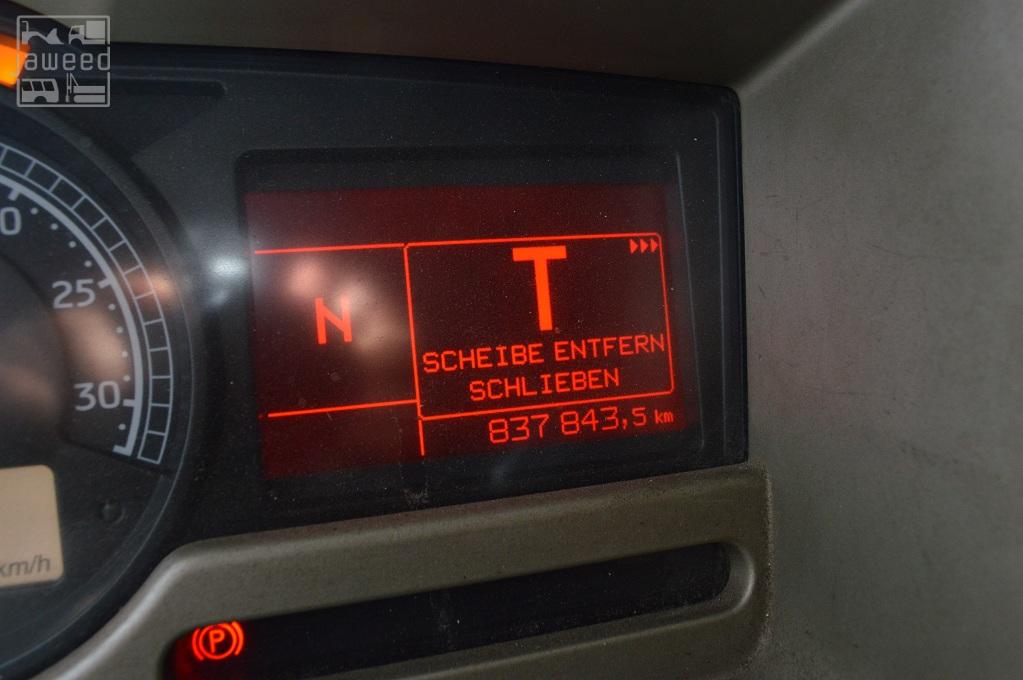 aweed
0
25
30
km/h
N
T
SCHEIBE ENTFERN
SCHLIEBEN
837 843,5 km
P